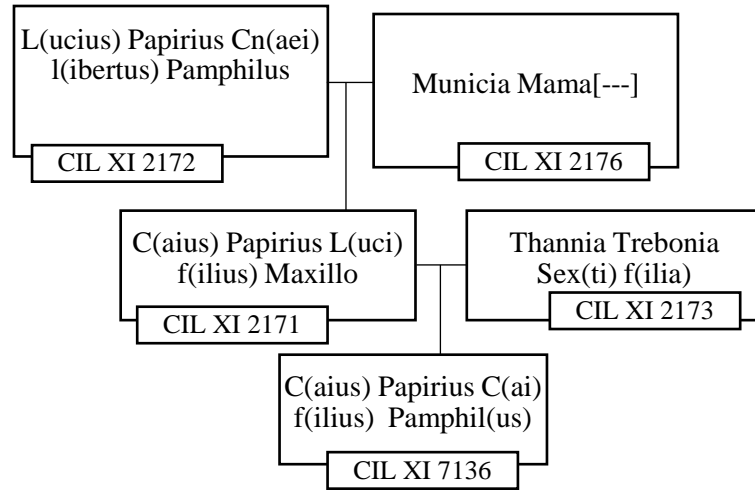 L(ucius) Papirius Cn(aei)
l(ibertus) Pamphilus
CIL XI 2172
Municia Mama[---]
CIL XI 2176
C(aius) Papirius L(uci)
f(ilius) Maxillo
CIL XI 2171
Thannia Trebonia
Sex(ti) f(ilia)
CIL XI 2173
C(aius) Papirius C(ai)
f(ilius) Pamphil(us)
CIL XI 7136